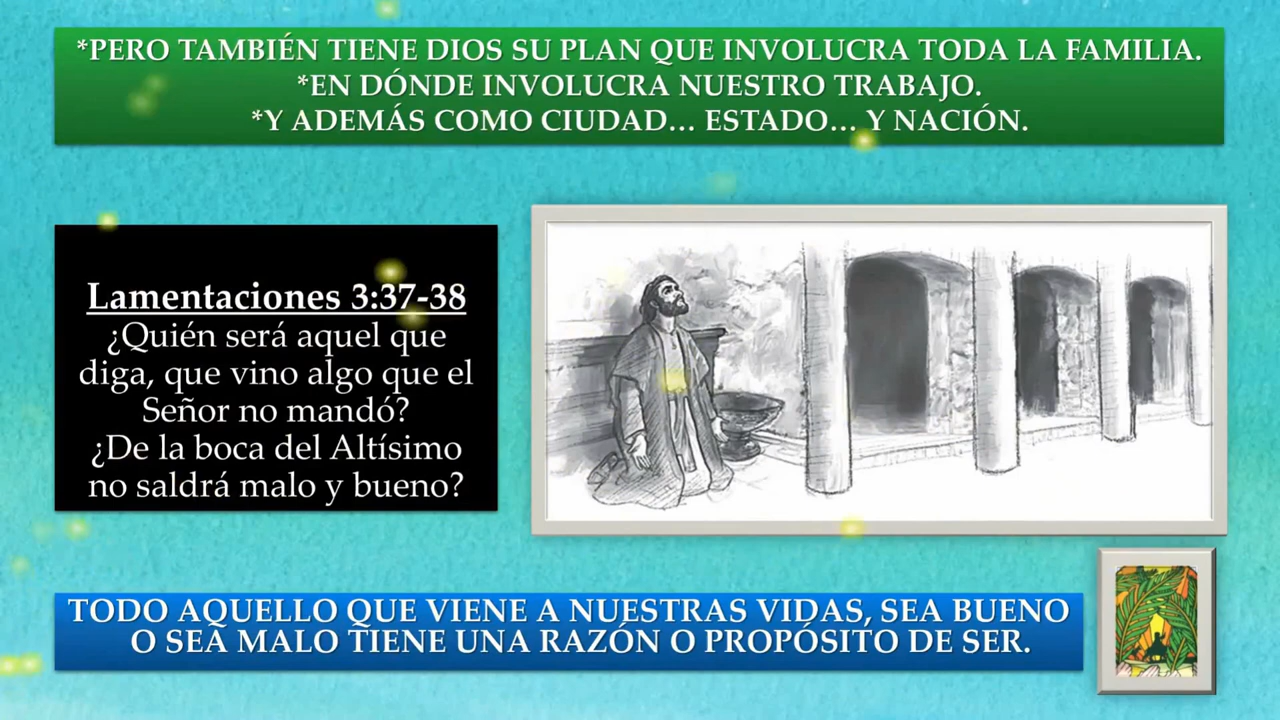 *PERO TAMBIÉN TIENE DIOS SU PLAN QUE INVOLUCRA TODA LA FAMILIA.
*EN DÓNDE INVOLUCRA NUESTRO TRABAJO.
*Y ADEMÁS COMO CIUDAD... ESTADO... Y NACIÓN.
Lamentaciones 3:37-38
¿Quién será aquel que
diga, que vino algo que el
Señor no mandó?
¿De la boca del Altísimo
no saldrá malo y bueno?
TODO AQUELLO QUE VIENE A NUESTRAS VIDAS, SEA BUENO
O SEA MALO TIENE UNA RAZÓN O PROPÓSITO DE SER.